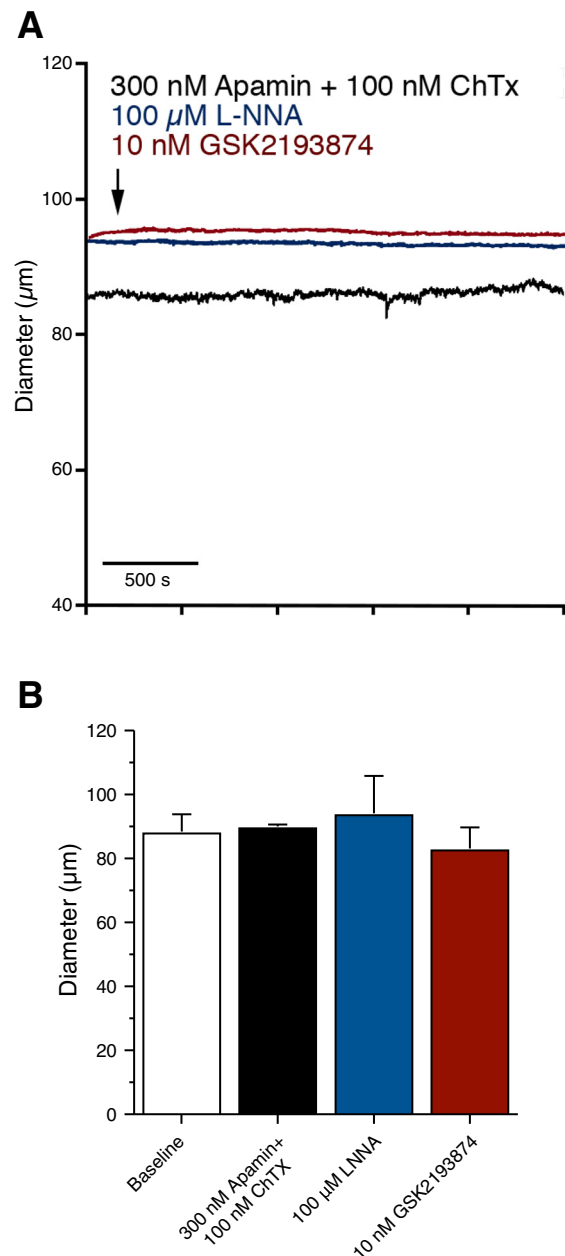 A
120
300 nM Apamin + 100 nM ChTx
100 µM L-NNA
10 nM GSK2193874
100
80
Diameter (µm)
60
500 s
40
B
120
100
80
Diameter (µm)
60
40
20
0
Baseline
300 nM Apamin+
100 nM ChTX
100 µM LNNA
10 nM GSK2193874